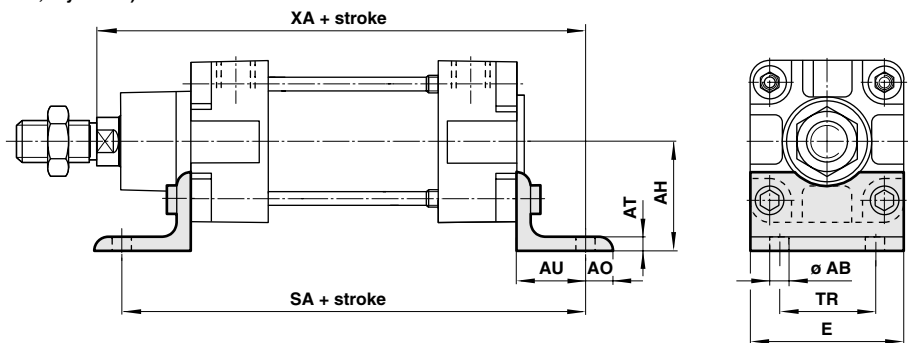 XA + stroke
AT
AH
AU
AO
SA + stroke
ø AB
TR
E